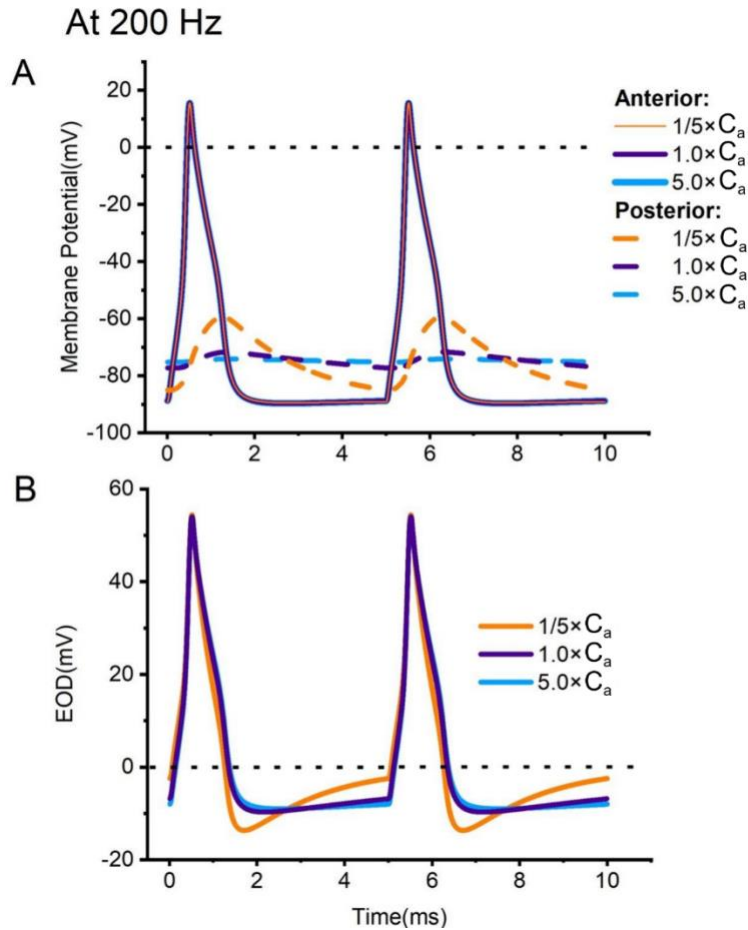 At 200 Hz
A
Membrane Potential(mV)
20
0
-20
-40
-60
-80
-100
0
2
4
6
8
10
Anterior:
1/5×Ca
1.0×Ca
5.0×Ca
Posterior:
1/5×Ca
1.0×Ca
5.0×Ca
B
EOD(mV)
60
40
20
0
-20
0
2
4
6
8
10
1/5×Ca
1.0×Ca
5.0×Ca
Time(ms)